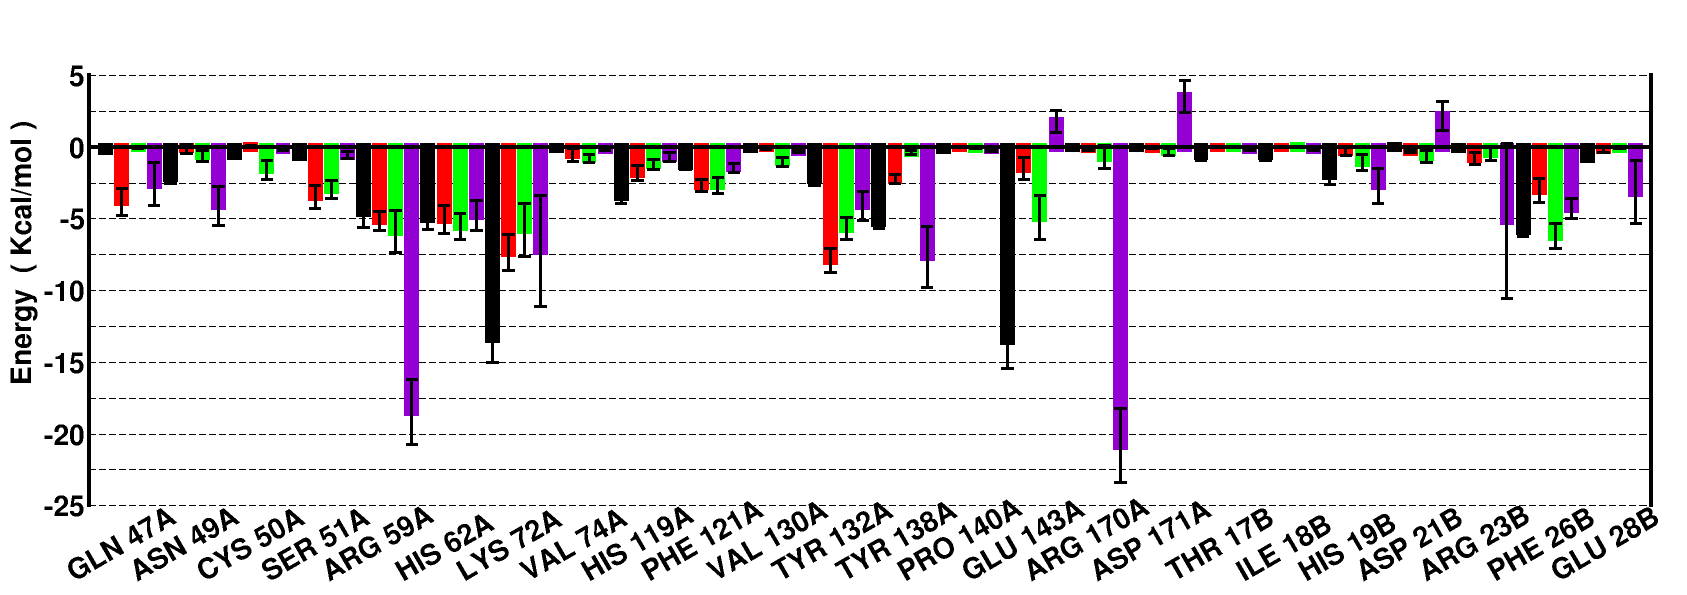 Energy ( Kcal/mol )
5
0
-5
-10
-15
-20
-25
GLN 47A
ASN 49A
CYS 50A
SER 51A
ARG 59A
HIS 62A
LYS 72A
VAL 74A
HIS 119A
PHE 121A
VAL 130A
TYR 132A
TYR 138A
PRO 140A
GLU 143A
ARG 170A
ASP 171A
THR 17B
ILE 18B
HIS 19B
ASP 21B
ARG 23B
PHE 26B
GLU 28B